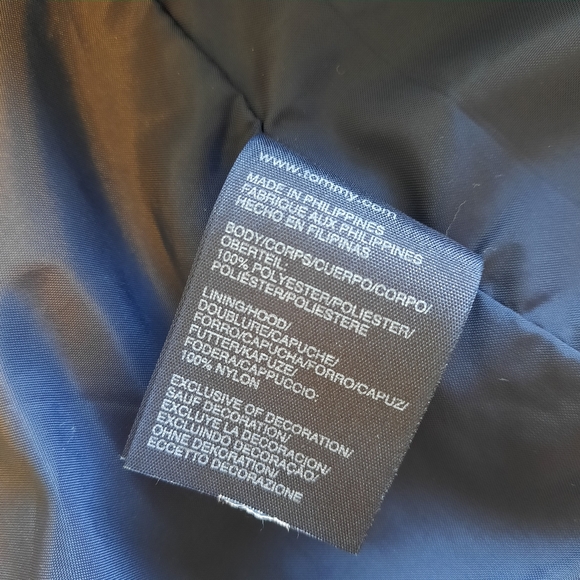 www.tommy.com
MADE IN PHILIPPINES
FABRIQUE AUX PHILIPPINES
HECHO EN FILIPINAS
BODY/CORPS/CUERPO/CORPO/
OBERTEIL:
100% POLYESTER/POLIESTER/
POLIÉSTER/POLIESTERE
LINING/HOOD/
DOUBLURE/CAPUCHE/
FORRO/CAPUCHA/FORRO/CAPUZ/
FUTTER/KAPUZE/
FODERA/CAPPUCCIO:
100% NYLON
EXCLUSIVE OF DECORATION/
SAUF DECORATION/
EXCLUYE LA DECORACION/
EXCLUINDO DECORAÇÃO/
OHNE DEKORATION/
ECCETTO DECORAZIONE